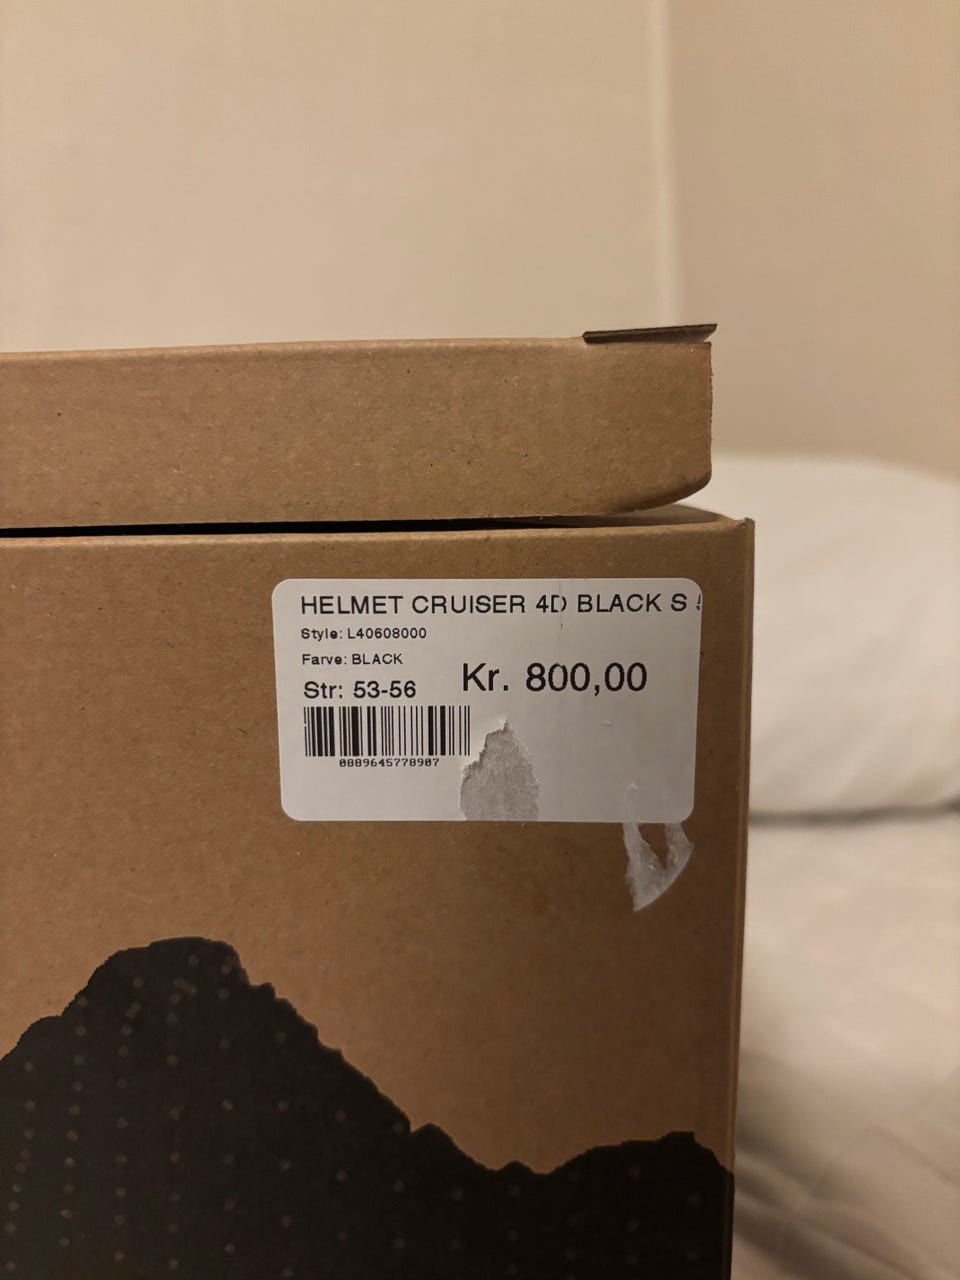 HELMET CRUISER 4D BLACK S
Style: L40608000
Farve: BLACK
Kr. 800,00
Str: 53-56
0889645778907